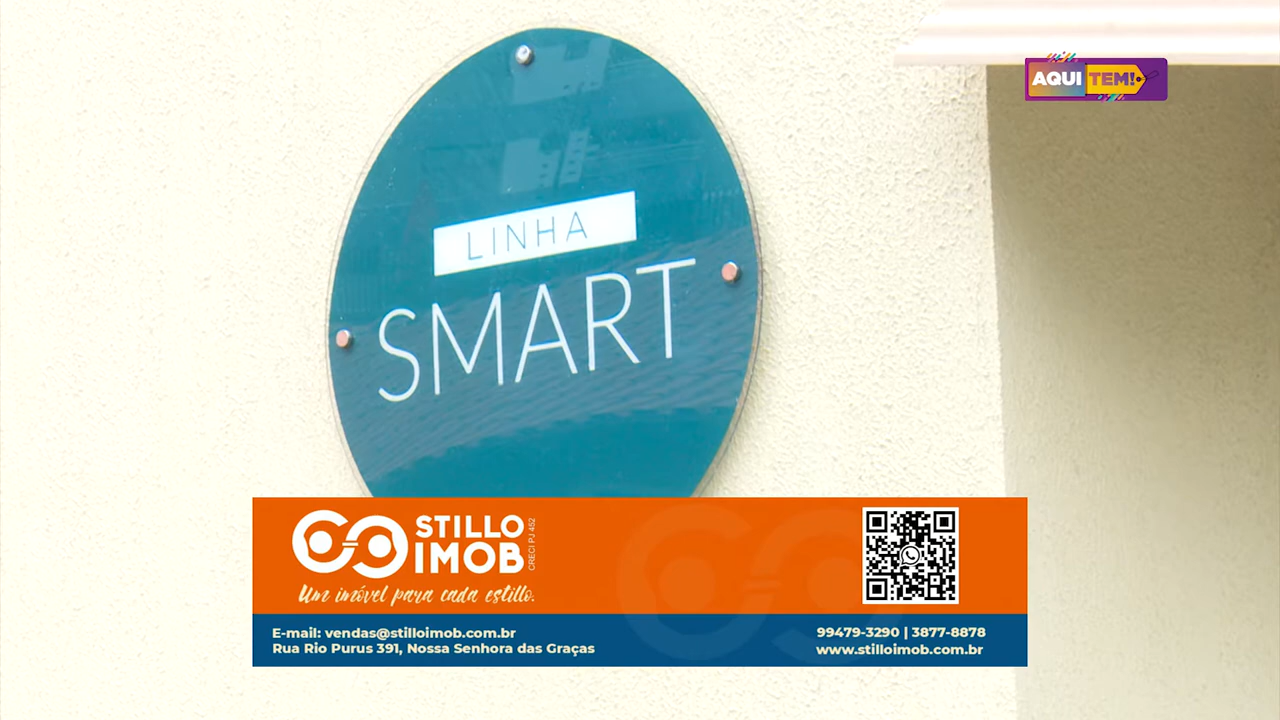 AQUI TEM!
LINHA
SMART
STILLO
IMOB
CRECI PJ 452
Um imóvel para cada estillo.
E-mail: vendas@stilloimob.com.br
Rua Rio Purus 391, Nossa Senhora das Graças
99479-3290 | 3877-8878
www.stilloimob.com.br